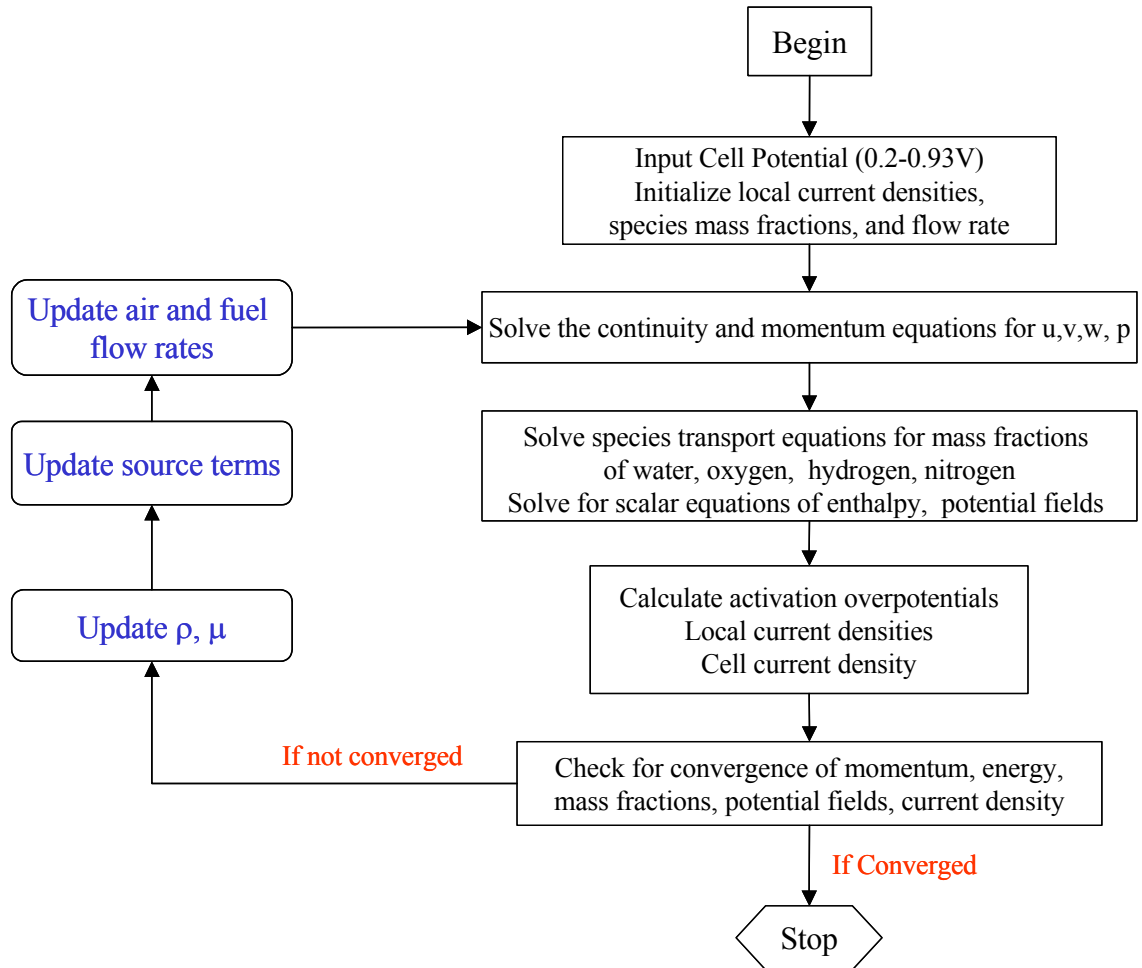 Begin
Input Cell Potential (0.2-0.93V)
Initialize local current densities,
species mass fractions, and flow rate
Update air and fuel
flow rates
Solve the continuity and momentum equations for u,v,w, p
Update source terms
Solve species transport equations for mass fractions
of water, oxygen, hydrogen, nitrogen
Solve for scalar equations of enthalpy, potential fields
Update ρ, μ
Calculate activation overpotentials
Local current densities
Cell current density
If not converged
Check for convergence of momentum, energy,
mass fractions, potential fields, current density
If Converged
Stop